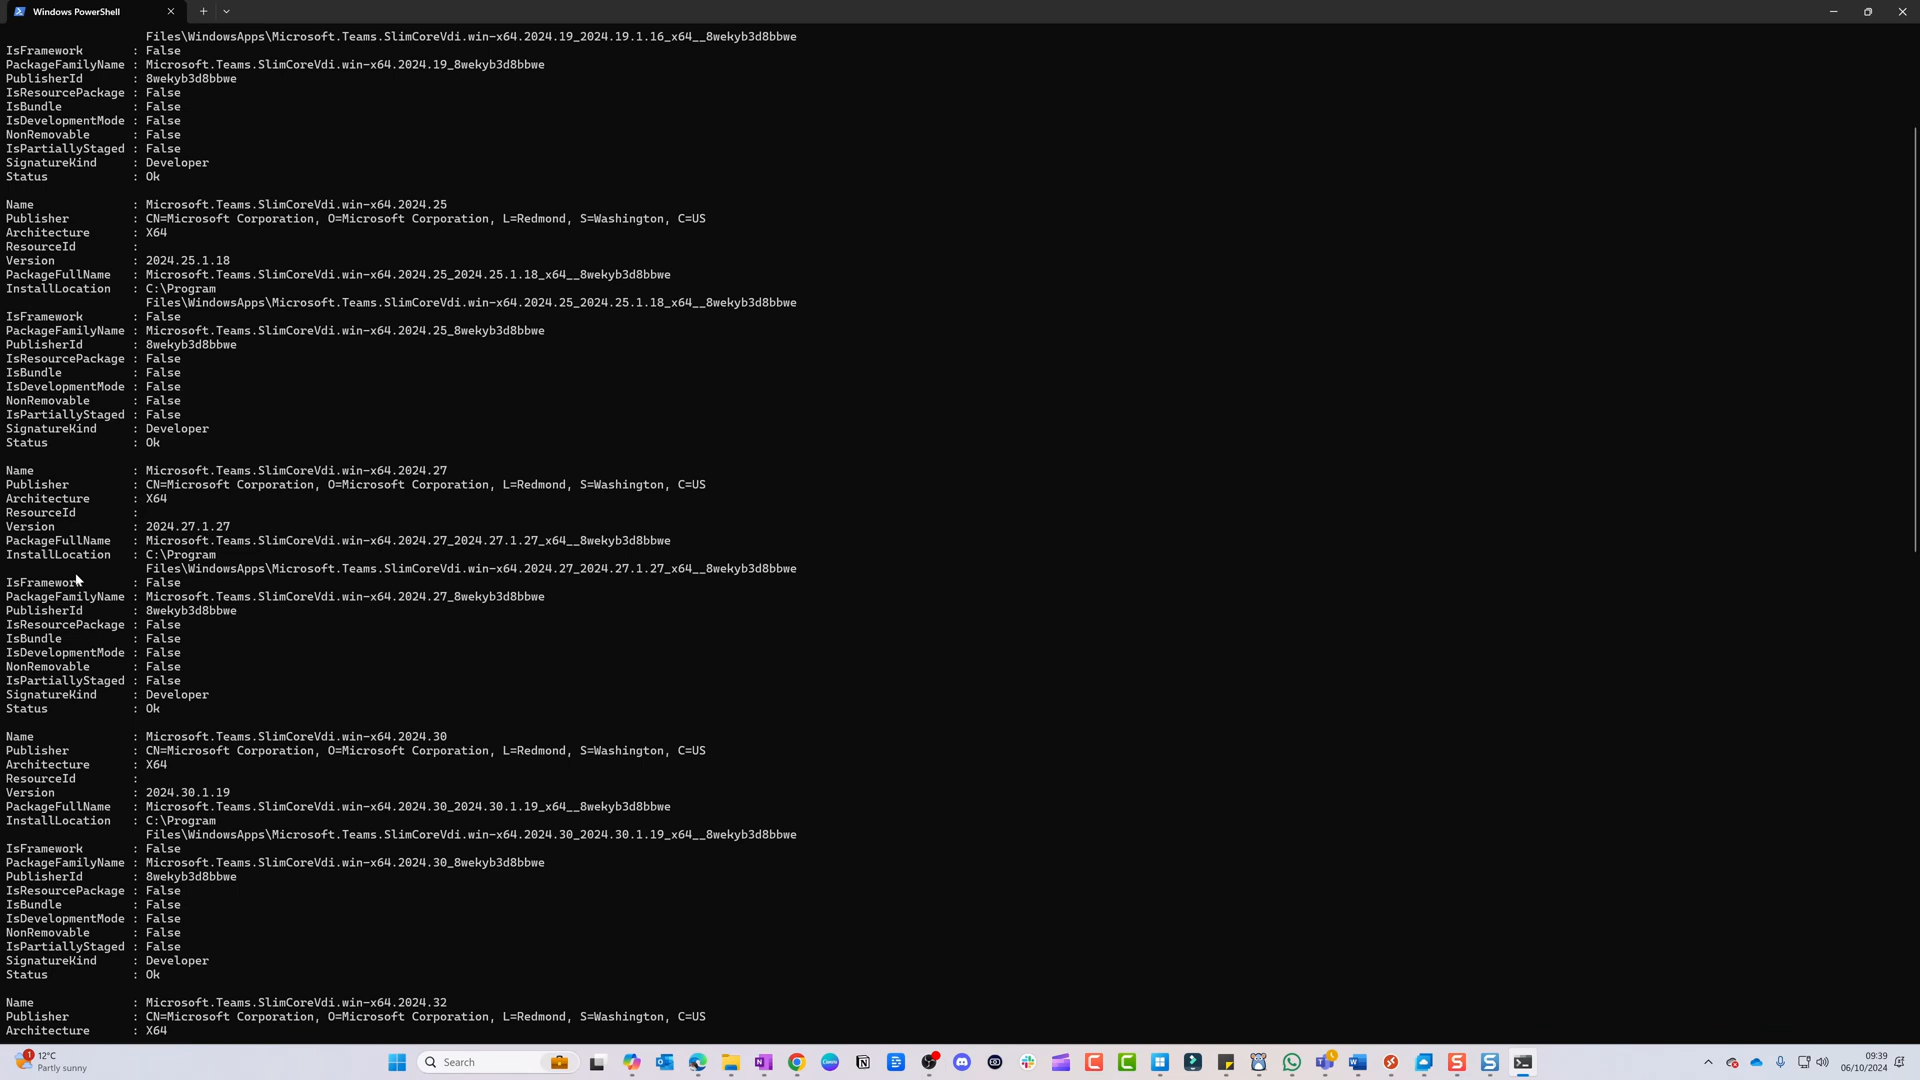 Windows PowerShell
Files\WindowsApps\Microsoft.Teams.SlimCoreVdi.win-x64.2024.19_2024.19.1.16_x64__8wekyb3d8bbwe
IsFramework : False
PackageFamilyName : Microsoft.Teams.SlimCoreVdi.win-x64.2024.19_8wekyb3d8bbwe
PublisherId : 8wekyb3d8bbwe
IsResourcePackage : False
IsBundle : False
IsDevelopmentMode : False
NonRemovable : False
IsPartiallyStaged : False
SignatureKind : Developer
Status : Ok
Name : Microsoft.Teams.SlimCoreVdi.win-x64.2024.25
Publisher : CN=Microsoft Corporation, O=Microsoft Corporation, L=Redmond, S=Washington, C=US
Architecture : X64
ResourceId :
Version : 2024.25.1.18
PackageFullName : Microsoft.Teams.SlimCoreVdi.win-x64.2024.25_2024.25.1.18_x64__8wekyb3d8bbwe
InstallLocation : C:\Program
Files\WindowsApps\Microsoft.Teams.SlimCoreVdi.win-x64.2024.25_2024.25.1.18_x64__8wekyb3d8bbwe
IsFramework : False
PackageFamilyName : Microsoft.Teams.SlimCoreVdi.win-x64.2024.25_8wekyb3d8bbwe
PublisherId : 8wekyb3d8bbwe
IsResourcePackage : False
IsBundle : False
IsDevelopmentMode : False
NonRemovable : False
IsPartiallyStaged : False
SignatureKind : Developer
Status : Ok
Name : Microsoft.Teams.SlimCoreVdi.win-x64.2024.27
Publisher : CN=Microsoft Corporation, O=Microsoft Corporation, L=Redmond, S=Washington, C=US
Architecture : X64
ResourceId :
Version : 2024.27.1.27
PackageFullName : Microsoft.Teams.SlimCoreVdi.win-x64.2024.27_2024.27.1.27_x64__8wekyb3d8bbwe
InstallLocation : C:\Program
Files\WindowsApps\Microsoft.Teams.SlimCoreVdi.win-x64.2024.27_2024.27.1.27_x64__8wekyb3d8bbwe
IsFramework : False
PackageFamilyName : Microsoft.Teams.SlimCoreVdi.win-x64.2024.27_8wekyb3d8bbwe
PublisherId : 8wekyb3d8bbwe
IsResourcePackage : False
IsBundle : False
IsDevelopmentMode : False
NonRemovable : False
IsPartiallyStaged : False
SignatureKind : Developer
Status : Ok
Name : Microsoft.Teams.SlimCoreVdi.win-x64.2024.30
Publisher : CN=Microsoft Corporation, O=Microsoft Corporation, L=Redmond, S=Washington, C=US
Architecture : X64
ResourceId :
Version : 2024.30.1.19
PackageFullName : Microsoft.Teams.SlimCoreVdi.win-x64.2024.30_2024.30.1.19_x64__8wekyb3d8bbwe
InstallLocation : C:\Program
Files\WindowsApps\Microsoft.Teams.SlimCoreVdi.win-x64.2024.30_2024.30.1.19_x64__8wekyb3d8bbwe
IsFramework : False
PackageFamilyName : Microsoft.Teams.SlimCoreVdi.win-x64.2024.30_8wekyb3d8bbwe
PublisherId : 8wekyb3d8bbwe
IsResourcePackage : False
IsBundle : False
IsDevelopmentMode : False
NonRemovable : False
IsPartiallyStaged : False
SignatureKind : Developer
Status : Ok
Name : Microsoft.Teams.SlimCoreVdi.win-x64.2024.32
Publisher : CN=Microsoft Corporation, O=Microsoft Corporation, L=Redmond, S=Washington, C=US
Architecture : X64
1
12°C
Partly sunny
Search
09:39
06/10/2024